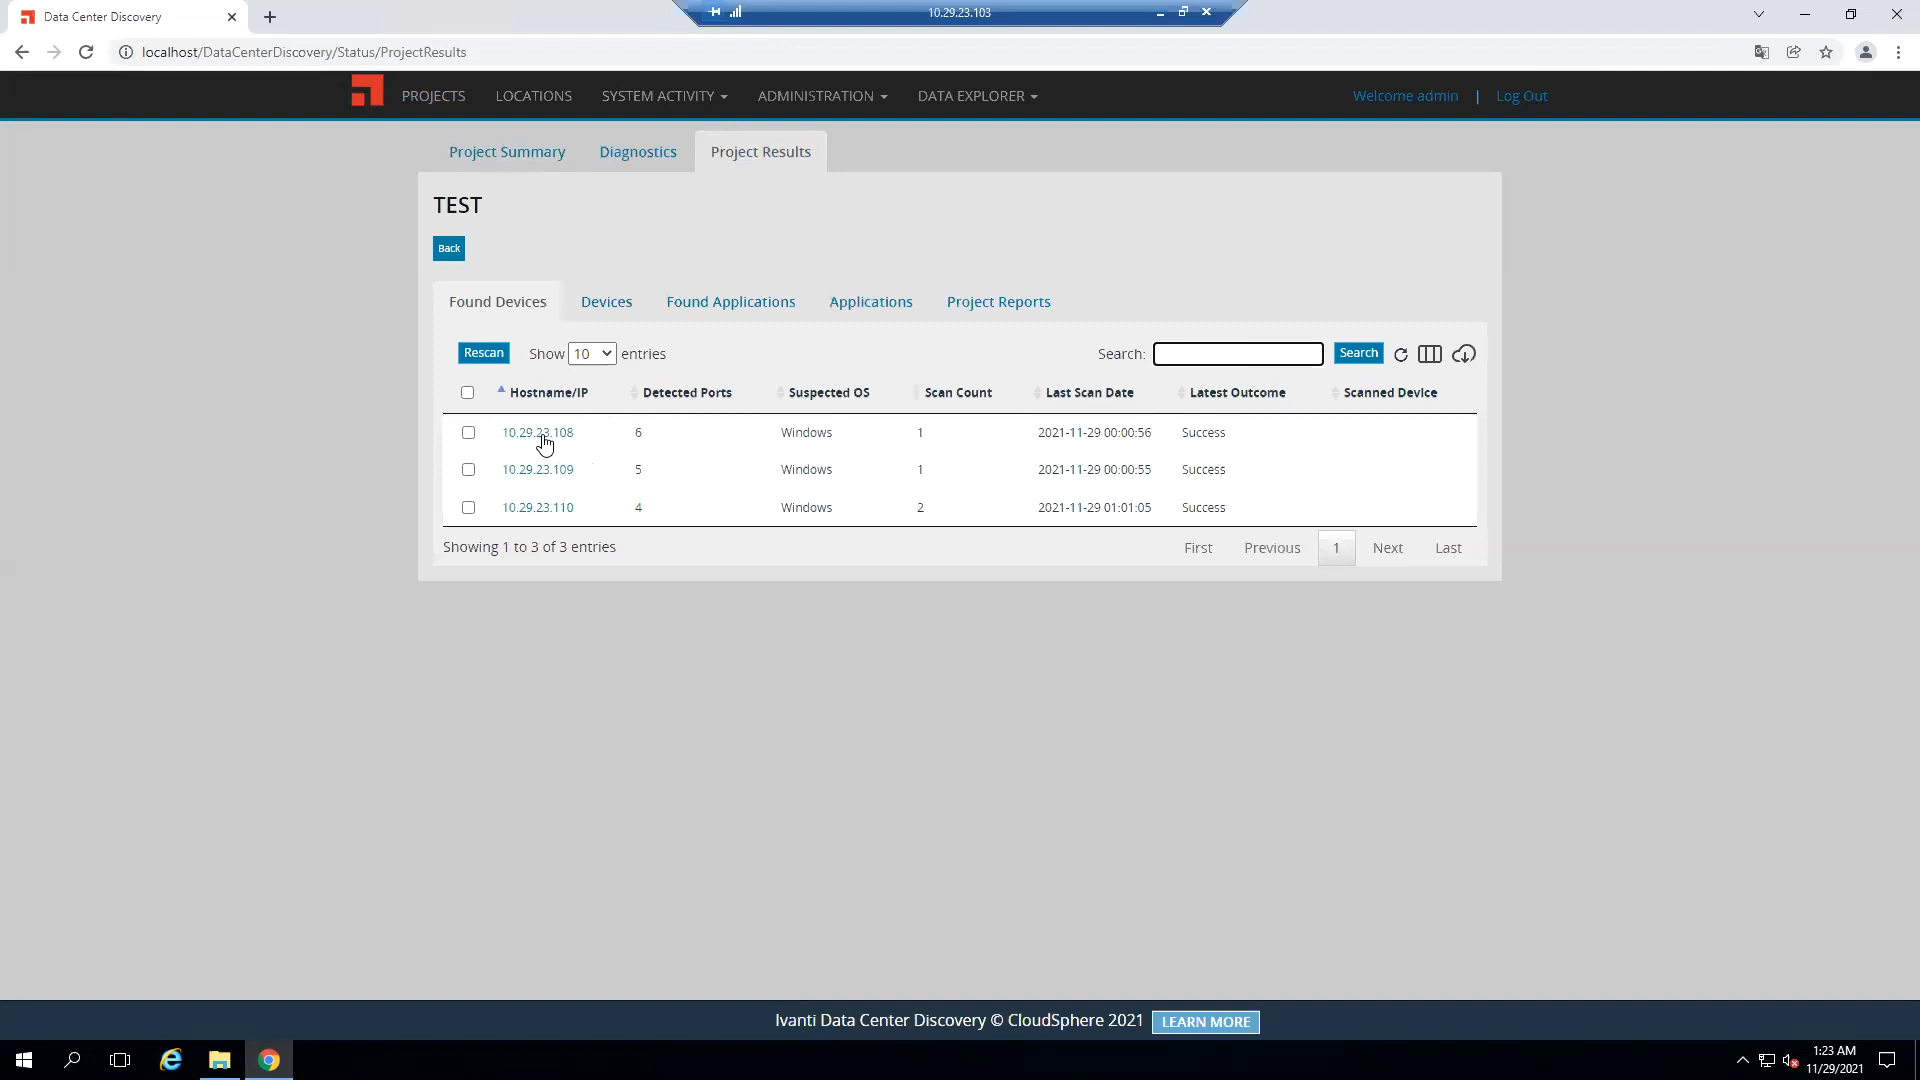 Data Center Discovery
10.29.23.103
localhost/DataCenterDiscovery/Status/ProjectResults
PROJECTS LOCATIONS SYSTEM ACTIVITY ADMINISTRATION DATA EXPLORER Welcome admin | Log Out
Project Summary Diagnostics Project Results
TEST
Back
Found Devices Devices Found Applications Applications Project Reports
Rescan Show 10 entries Search: Search
Hostname/IP Detected Ports Suspected OS Scan Count Last Scan Date Latest Outcome Scanned Device
10.29.23.108 6 Windows 1 2021-11-29 00:00:56 Success
10.29.23.109 5 Windows 1 2021-11-29 00:00:55 Success
10.29.23.110 4 Windows 2 2021-11-29 01:01:05 Success
Showing 1 to 3 of 3 entries First Previous 1 Next Last
Ivanti Data Center Discovery © CloudSphere 2021 LEARN MORE
1:23 AM
11/29/2021